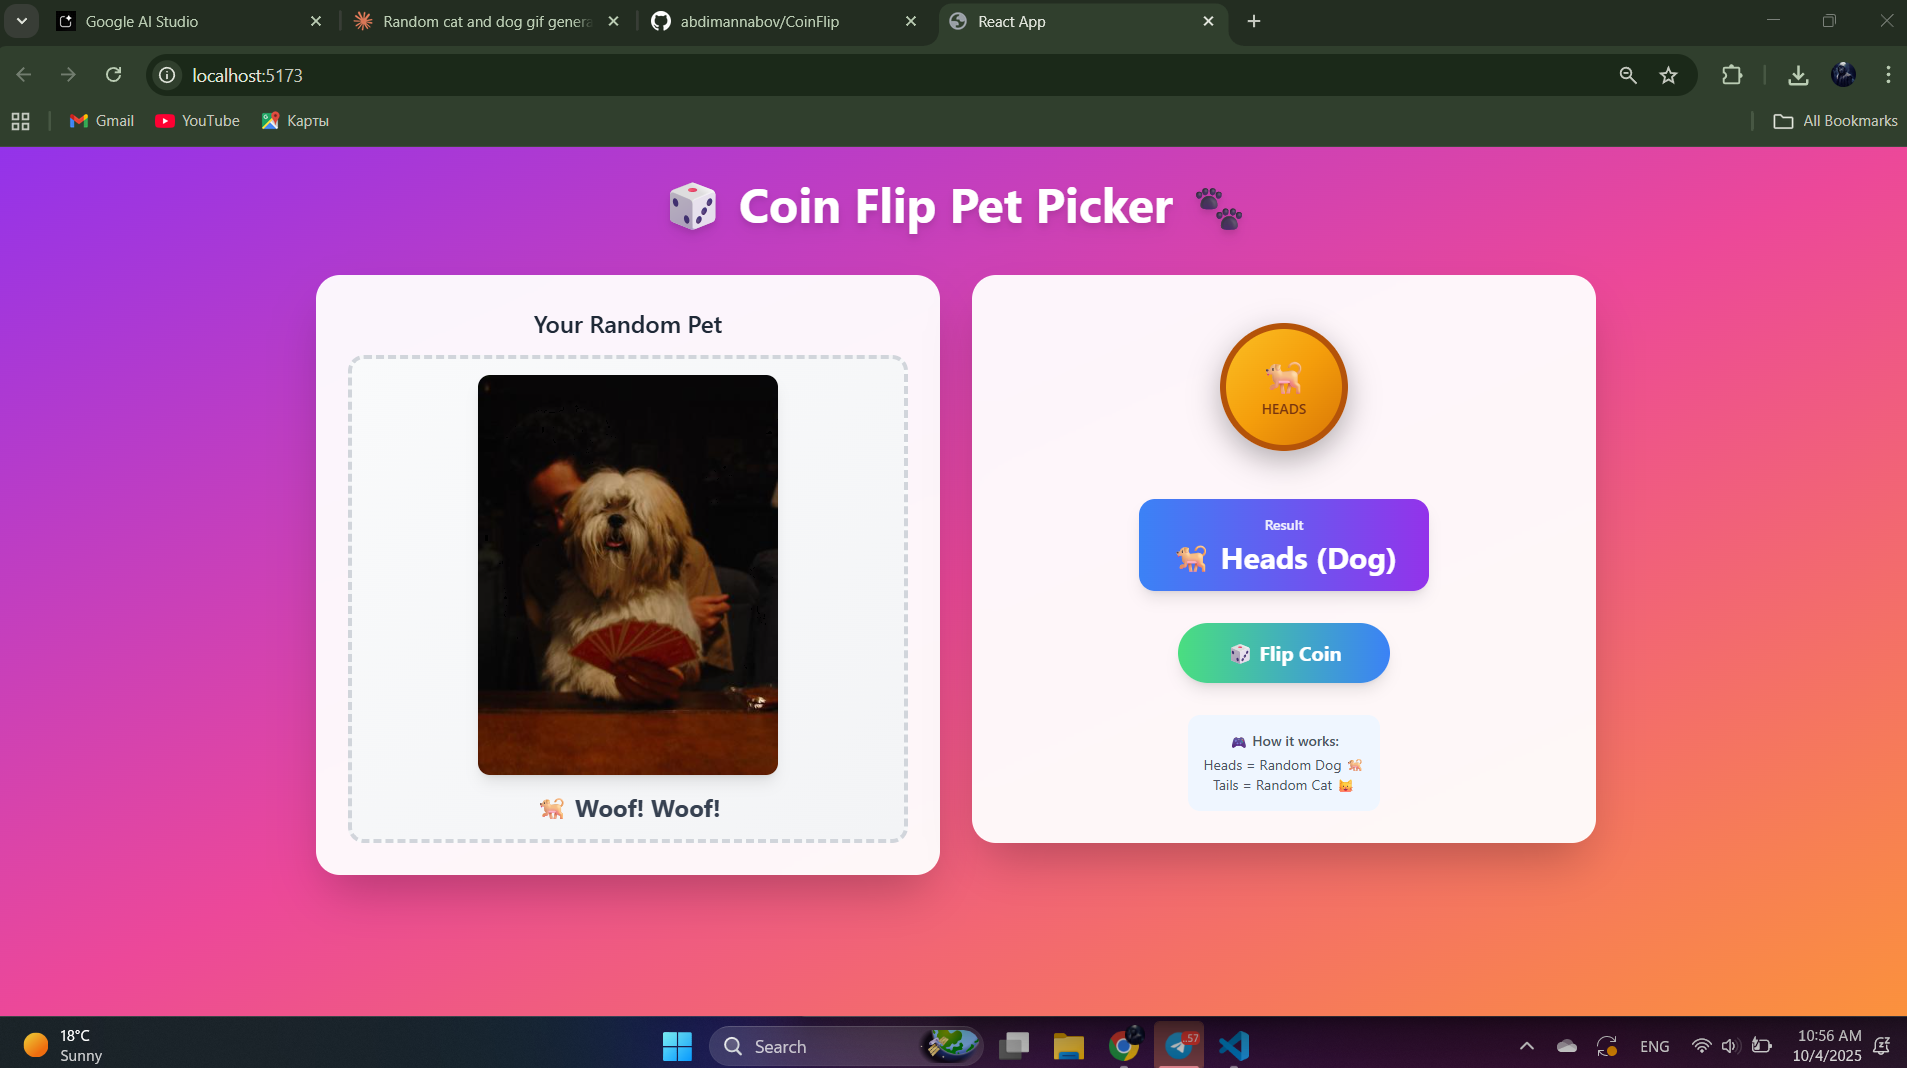 Google AI Studio
Random cat and dog gif genera
abdimannabov/CoinFlip
React App
localhost:5173
Gmail
YouTube
Карты
All Bookmarks
Coin Flip Pet Picker
Your Random Pet
Woof! Woof!
HEADS
Result
Heads (Dog)
Flip Coin
How it works:
Heads = Random Dog
Tails = Random Cat
18°C
Sunny
Search
..57
ENG
10:56 AM
10/4/2025